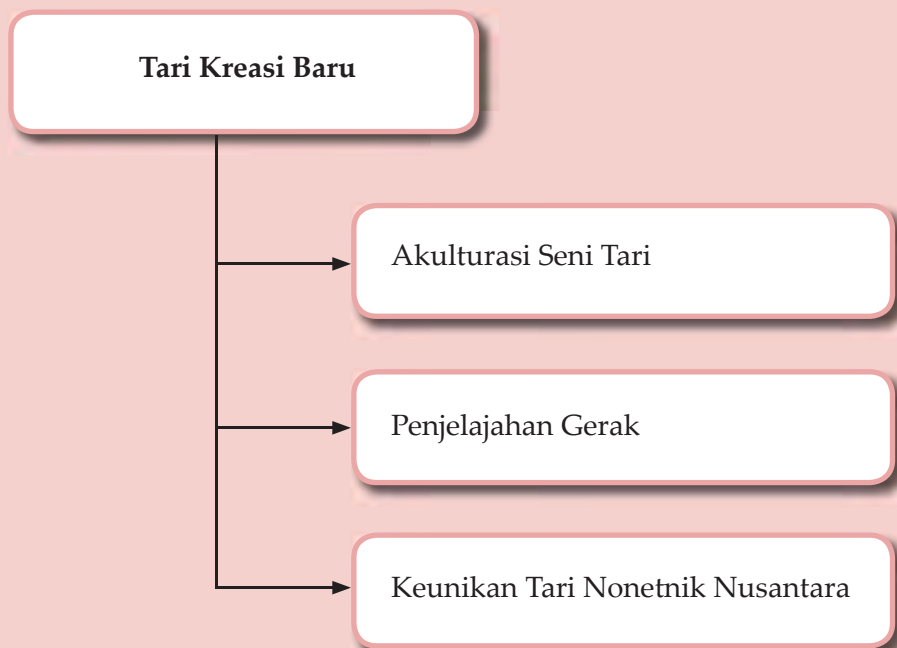 Tari Kreasi Baru
Akulturasi Seni Tari
Penjelajahan Gerak
Keunikan Tari Nonetnik Nusantara